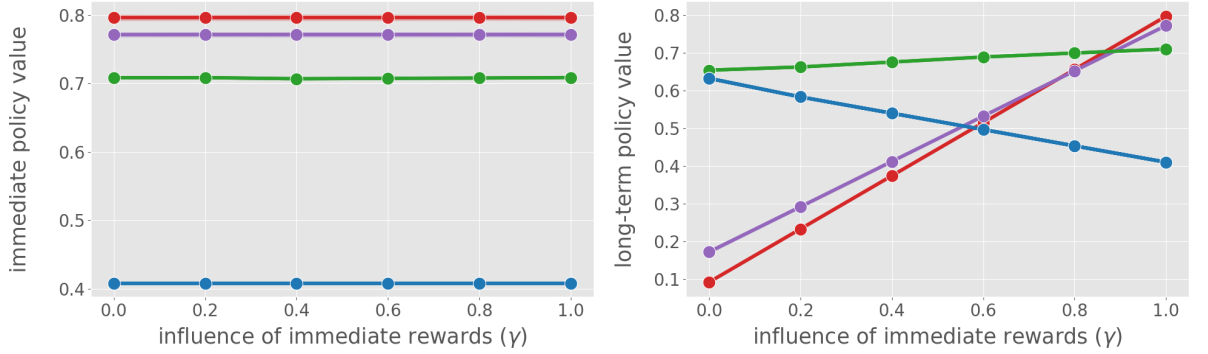 immediate policy value
0.8
0.7
0.6
0.5
0.4
0.0 0.2 0.4 0.6 0.8 1.0
influence of immediate rewards (γ)
long-term policy value
0.8
0.7
0.6
0.5
0.4
0.3
0.2
0.1
0.0 0.2 0.4 0.6 0.8 1.0
influence of immediate rewards (γ)